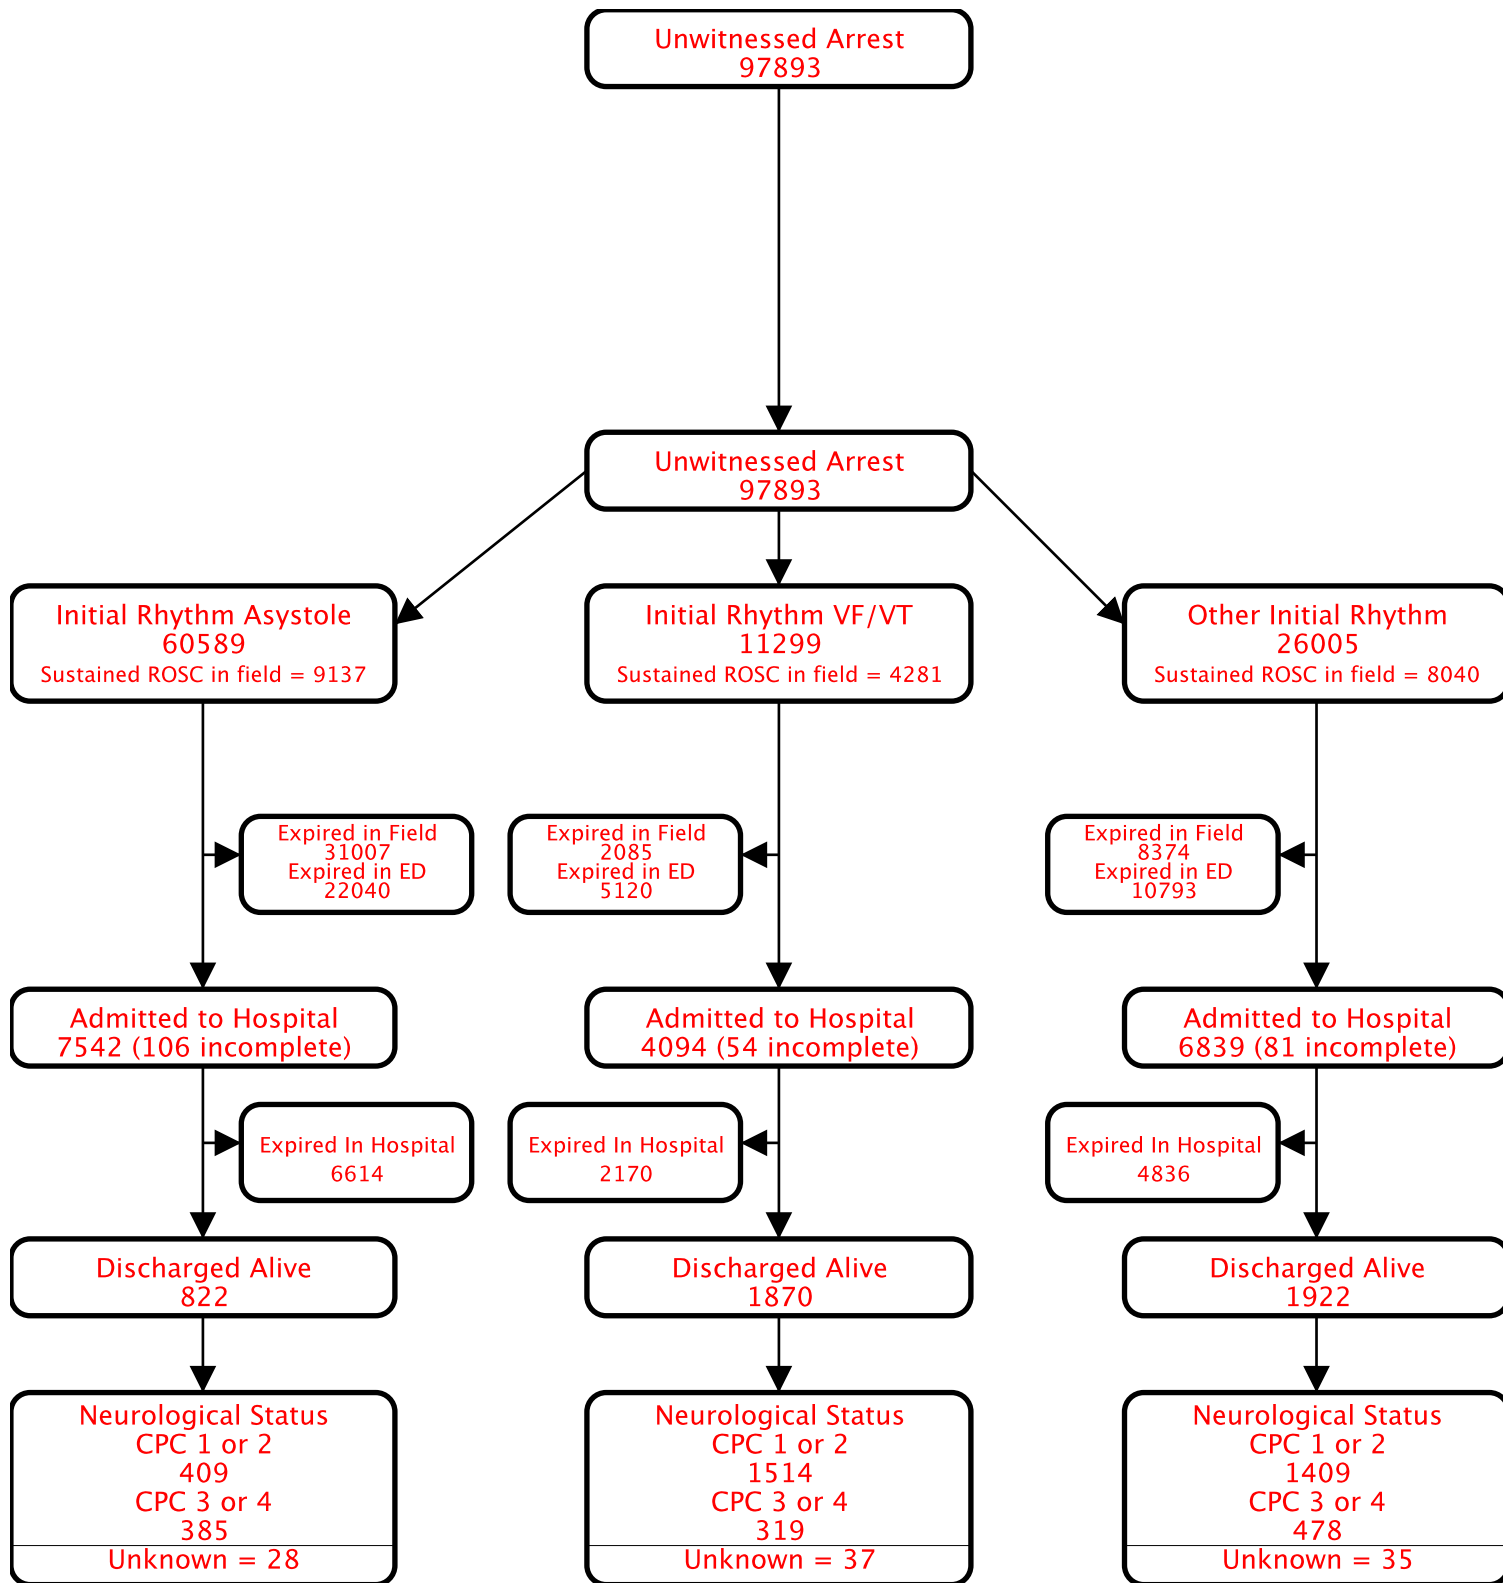 Unwitnessed Arrest
97893
Unwitnessed Arrest
97893
Initial Rhythm Asystole
60589
Sustained ROSC in field = 9137
Initial Rhythm VF/VT
11299
Sustained ROSC in field = 4281
Other Initial Rhythm
26005
Sustained ROSC in field = 8040
Expired in Field
31007
Expired in ED
22040
Expired in Field
2085
Expired in ED
5120
Expired in Field
8374
Expired in ED
10793
Admitted to Hospital
7542 (106 incomplete)
Admitted to Hospital
4094 (54 incomplete)
Admitted to Hospital
6839 (81 incomplete)
Expired In Hospital
6614
Expired In Hospital
2170
Expired In Hospital
4836
Discharged Alive
822
Discharged Alive
1870
Discharged Alive
1922
Neurological Status
CPC 1 or 2
409
CPC 3 or 4
385
Unknown = 28
Neurological Status
CPC 1 or 2
1514
CPC 3 or 4
319
Unknown = 37
Neurological Status
CPC 1 or 2
1409
CPC 3 or 4
478
Unknown = 35